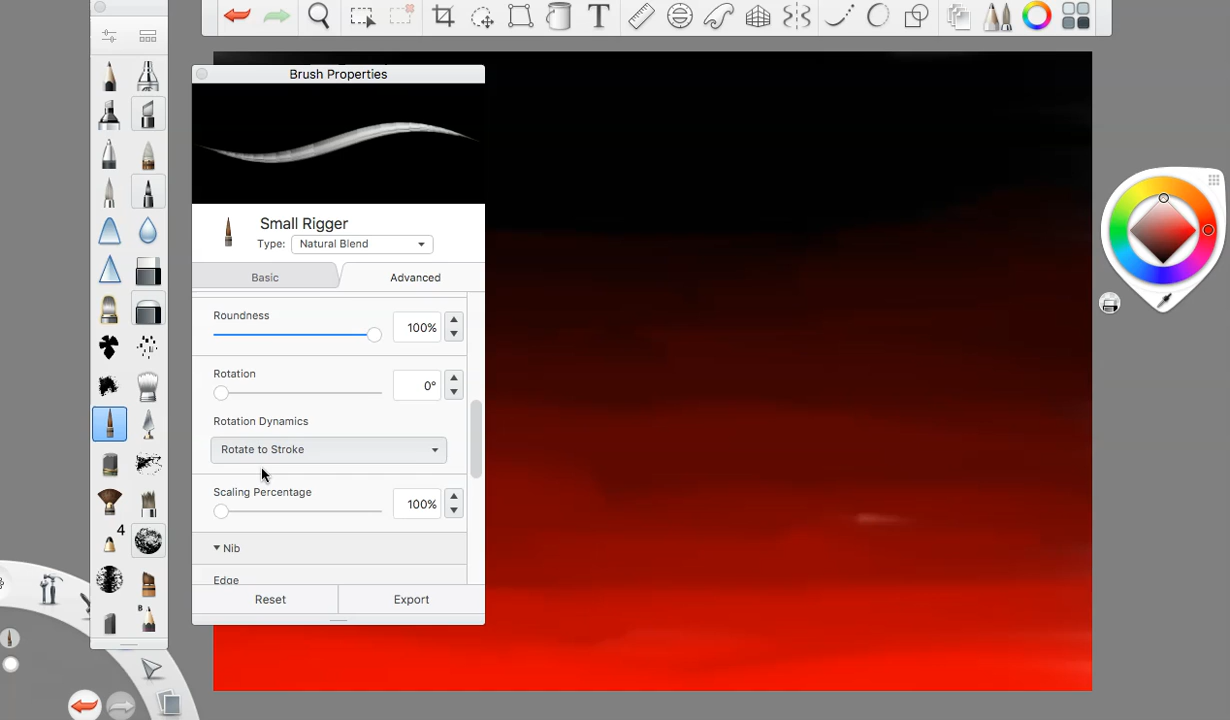 Brush Properties
Small Rigger
Type: Natural Blend
Basic
Advanced
Roundness
100%
Rotation
0°
Rotation Dynamics
Rotate to Stroke
Scaling Percentage
100%
Nib
Edge
Reset
Export
4
B
T